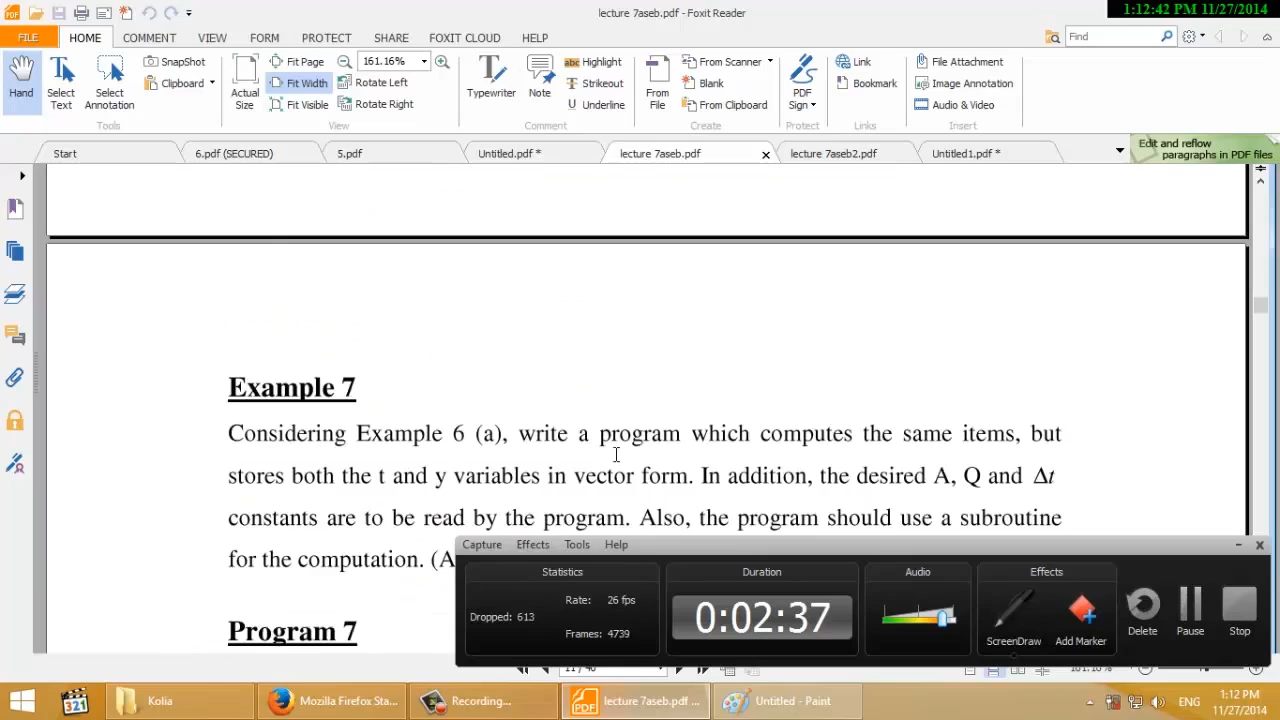 lecture 7aseb.pdf - Foxit Reader
1:12:42 PM 11/27/2014
FILE HOME COMMENT VIEW FORM PROTECT SHARE FOXIT CLOUD HELP
Find
Hand
Select Text
Select Annotation
SnapShot
Clipboard
Tools
Actual Size
Fit Page
Fit Width
Fit Visible
161.16%
Rotate Left
Rotate Right
View
Typewriter
Note
Highlight
Strikeout
Underline
Comment
From File
From Scanner
Blank
From Clipboard
Create
PDF Sign
Protect
Link
Bookmark
Links
File Attachment
Image Annotation
Audio & Video
Insert
Start
6.pdf (SECURED)
5.pdf
Untitled.pdf *
lecture 7aseb.pdf
lecture 7aseb2.pdf
Untitled1.pdf *
Edit and reflow
paragraphs in PDF files
Example 7
Considering Example 6 (a), write a program which computes the same items, but
stores both the t and y variables in vector form. In addition, the desired A, Q and Δt
constants are to be read by the program. Also, the program should use a subroutine
for the computation. (A
Program 7
Capture Effects Tools Help
Statistics
Dropped: 613
Rate: 26 fps
Frames: 4739
Duration
0:02:37
Audio
Effects
ScreenDraw
Add Marker
Delete
Pause
Stop
321
Kolia
Mozilla Firefox Sta...
Recording...
lecture 7aseb.pdf ...
Untitled - Paint
ENG
1:12 PM
11/27/2014